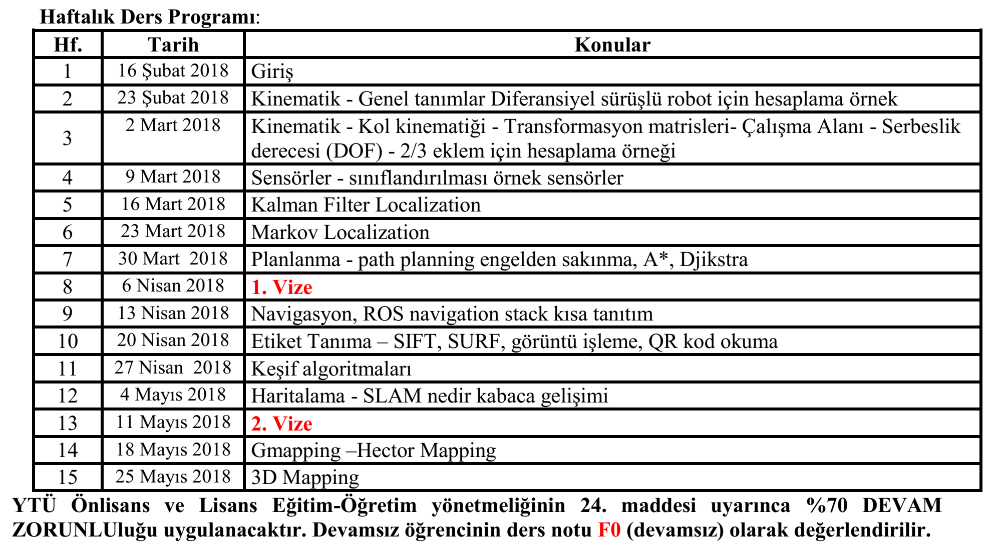 Haftalık Ders Programı:
Hf. Tarih Konular
1 16 Şubat 2018 Giriş
2 23 Şubat 2018 Kinematik - Genel tanımlar Diferansiyel sürüşlü robot için hesaplama örnek
3 2 Mart 2018 Kinematik - Kol kinematiği - Transformasyon matrisleri- Çalışma Alanı - Serbeslik
derecesi (DOF) - 2/3 eklem için hesaplama örneği
4 9 Mart 2018 Sensörler - sınıflandırılması örnek sensörler
5 16 Mart 2018 Kalman Filter Localization
6 23 Mart 2018 Markov Localization
7 30 Mart  2018 Planlanma - path planning engelden sakınma, A*, Djikstra
8 6 Nisan 2018 1. Vize
9 13 Nisan 2018 Navigasyon, ROS navigation stack kısa tanıtım
10 20 Nisan 2018 Etiket Tanıma – SIFT, SURF, görüntü işleme, QR kod okuma
11 27 Nisan  2018 Keşif algoritmaları
12 4 Mayıs 2018 Haritalama - SLAM nedir kabaca gelişimi
13 11 Mayıs 2018 2. Vize
14 18 Mayıs 2018 Gmapping –Hector Mapping
15 25 Mayıs 2018 3D Mapping
YTÜ Önlisans ve Lisans Eğitim-Öğretim yönetmeliğinin 24. maddesi uyarınca %70 DEVAM
ZORUNLUluğu uygulanacaktır. Devamsız öğrencinin ders notu F0 (devamsız) olarak değerlendirilir.